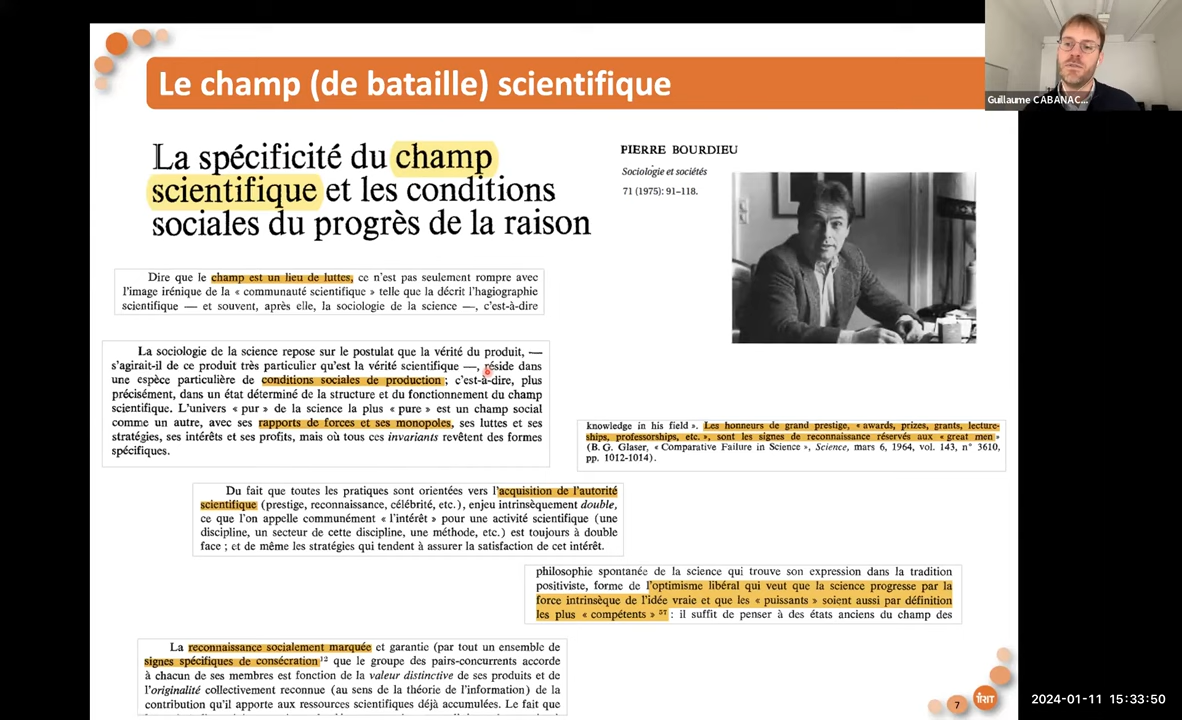 Le champ (de bataille) scientifique
Guillaume CABANAC...
La spécificité du champ
scientifique et les conditions
sociales du progrès de la raison
PIERRE BOURDIEU
Sociologie et sociétés
71 (1975): 91–118.
Dire que le champ est un lieu de luttes, ce n'est pas seulement rompre avec
l'image irénique de la « communauté scientifique » telle que la décrit l'hagiographie
scientifique — et souvent, après elle, la sociologie de la science —, c'est-à-dire
La sociologie de la science repose sur le postulat que la vérité du produit, —
s'agirait-il de ce produit très particulier qu'est la vérité scientifique —, réside dans
une espèce particulière de conditions sociales de production ; c'est-à-dire, plus
précisément, dans un état déterminé de la structure et du fonctionnement du champ
scientifique. L'univers « pur » de la science la plus « pure » est un champ social
comme un autre, avec ses rapports de forces et ses monopoles, ses luttes et ses
stratégies, ses intérêts et ses profits, mais où tous ces invariants revêtent des formes
spécifiques.
knowledge in his field ». Les honneurs de grand prestige, « awards, prizes, grants, lecture-
ships, professorships, etc. », sont les signes de reconnaissance réservés aux « great men »
(B. G. Glaser, « Comparative Failure in Science », Science, mars 6, 1964, vol. 143, n° 3610,
pp. 1012-1014).
Du fait que toutes les pratiques sont orientées vers l'acquisition de l'autorité
scientifique (prestige, reconnaissance, célébrité, etc.), enjeu intrinsèquement double,
ce que l'on appelle communément « l'intérêt » pour une activité scientifique (une
discipline, un secteur de cette discipline, une méthode, etc.) est toujours à double
face ; et de même les stratégies qui tendent à assurer la satisfaction de cet intérêt.
philosophie spontanée de la science qui trouve son expression dans la tradition
positiviste, forme de l'optimisme libéral qui veut que la science progresse par la
force intrinsèque de l'idée vraie et que les « puissants » soient aussi par définition
les plus « compétents » 37 : il suffit de penser à des états anciens du champ des
La reconnaissance socialement marquée et garantie (par tout un ensemble de
signes spécifiques de consécration 12 que le groupe des pairs-concurrents accorde
à chacun de ses membres est fonction de la valeur distinctive de ses produits et de
l'originalité collectivement reconnue (au sens de la théorie de l'information) de la
contribution qu'il apporte aux ressources scientifiques déjà accumulées. Le fait que
7
IRIT
2024-01-11 15:33:50